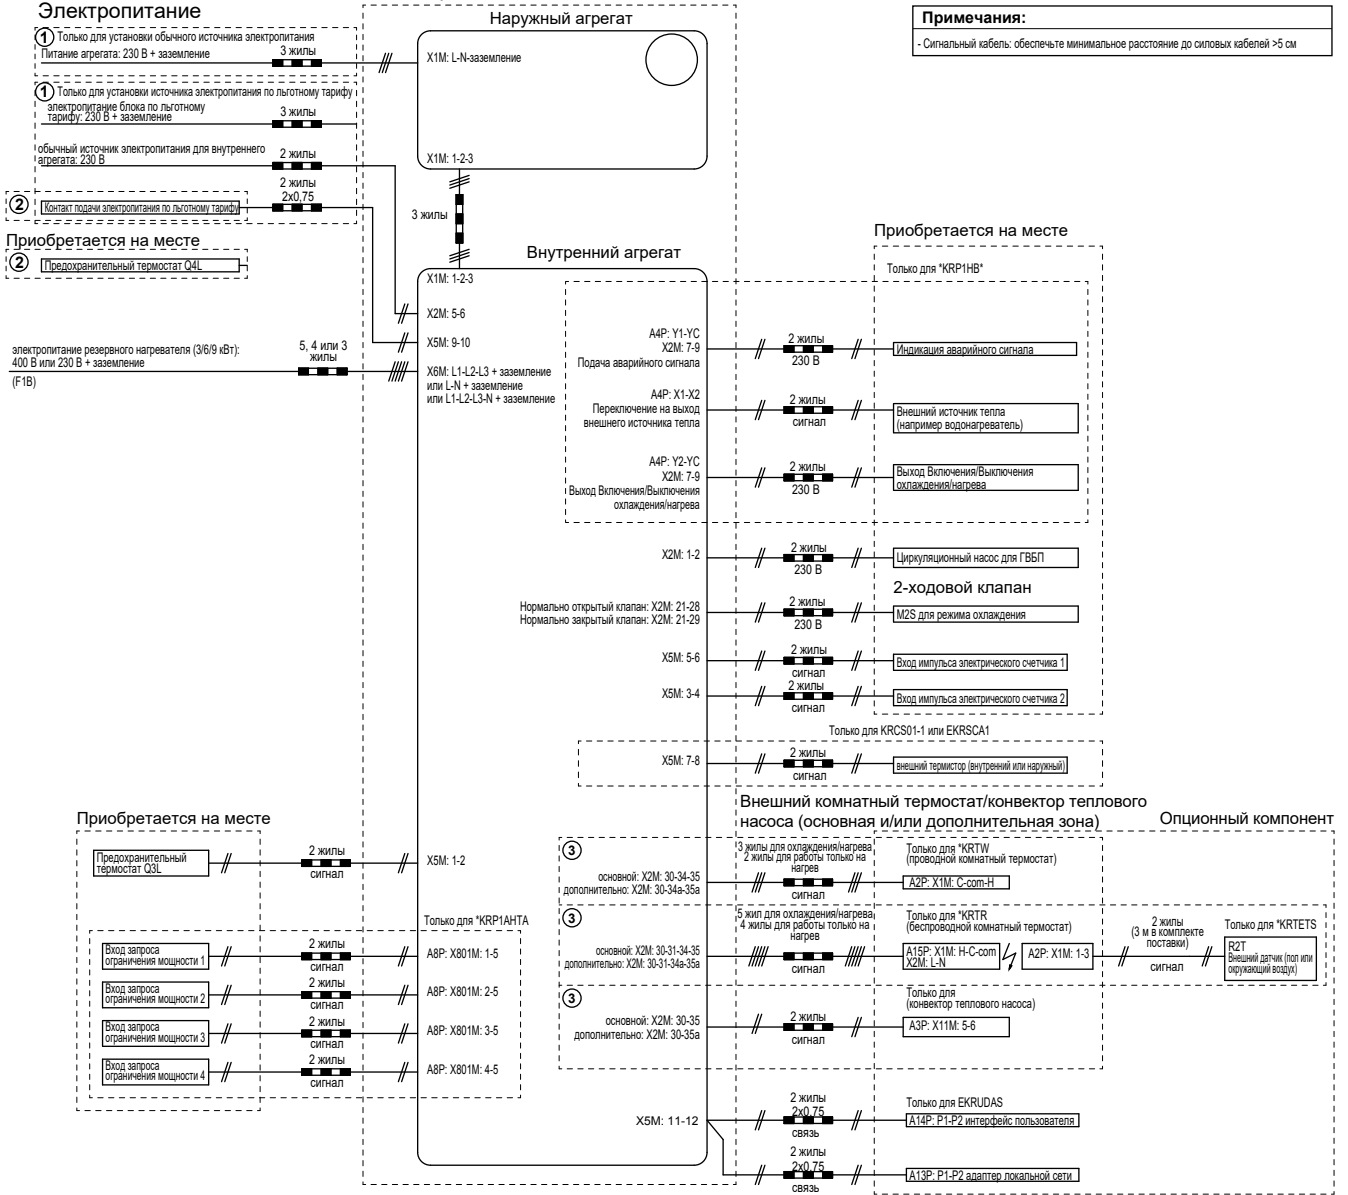 Электропитание
① Только для установки обычного источника электропитания
Питание агрегата: 230 В + заземление
3 жилы
① Только для установки источника электропитания по льготному тарифу
электропитание блока по льготному
тарифу: 230 В + заземление
3 жилы
обычный источник электропитания для внутреннего
агрегата: 230 В
2 жилы
2 жилы
2x0,75
② Контакт подачи электропитания по льготному тарифу
Приобретается на месте
② Предохранительный термостат Q4L
электропитание резервного нагревателя (3/6/9 кВт):
400 В или 230 В + заземление
(F1B)
5, 4 или 3
жилы
Наружный агрегат
X1M: L-N-заземление
X1M: 1-2-3
3 жилы
Примечания:
- Сигнальный кабель: обеспечьте минимальное расстояние до силовых кабелей >5 см
Внутренний агрегат
X1M: 1-2-3
X2M: 5-6
X5M: 9-10
X6M: L1-L2-L3 + заземление
или L-N + заземление
или L1-L2-L3-N + заземление
Приобретается на месте
Только для *KRP1HB*
A4P: Y1-YC
X2M: 7-9
Подача аварийного сигнала
2 жилы
230 В
Индикация аварийного сигнала
A4P: X1-X2
Переключение на выход
внешнего источника тепла
2 жилы
сигнал
Внешний источник тепла
(например водонагреватель)
A4P: Y2-YC
X2M: 7-9
Выход Включения/Выключения
охлаждения/нагрева
2 жилы
230 В
Выход Включения/Выключения
охлаждения/нагрева
X2M: 1-2
2 жилы
230 В
Циркуляционный насос для ГВБП
2-ходовой клапан
Нормально открытый клапан: X2M: 21-28
Нормально закрытый клапан: X2M: 21-29
2 жилы
230 В
M2S для режима охлаждения
X5M: 5-6
2 жилы
сигнал
Вход импульса электрического счетчика 1
X5M: 3-4
2 жилы
сигнал
Вход импульса электрического счетчика 2
Только для KRCS01-1 или EKRSCA1
X5M: 7-8
2 жилы
сигнал
внешний термистор (внутренний или наружный)
Внешний комнатный термостат/конвектор теплового
насоса (основная и/или дополнительная зона)
Опционный компонент
③
основной: X2M: 30-34-35
дополнительно: X2M: 30-34a-35a
3 жилы для охлаждения/нагрева
2 жилы для работы только на
нагрев
сигнал
Только для *KRTW
(проводной комнатный термостат)
A2P: X1M: C-com-H
③
основной: X2M: 30-31-34-35
дополнительно: X2M: 30-31-34a-35a
5 жил для охлаждения/нагрева
4 жилы для работы только на
нагрев
сигнал
Только для *KRTR
(беспроводной комнатный термостат)
A15P: X1M: H-C-com
X2M: L-N
A2P: X1M: 1-3
2 жилы
(3 м в комплекте
поставки)
сигнал
Только для *KRTETS
R2T
Внешний датчик (пол или
окружающий воздух)
③
основной: X2M: 30-35
дополнительно: X2M: 30-35a
2 жилы
сигнал
Только для
(конвектор теплового насоса)
A3P: X11M: 5-6
X5M: 11-12
2 жилы
2x0,75
связь
Только для EKRUDAS
A14P: P1-P2 интерфейс пользователя
2 жилы
2x0,75
связь
A13P: P1-P2 адаптер локальной сети
Приобретается на месте
Предохранительный
термостат Q3L
2 жилы
сигнал
X5M: 1-2
Только для *KRP1AHTA
Вход запроса
ограничения мощности 1
2 жилы
сигнал
A8P: X801M: 1-5
Вход запроса
ограничения мощности 2
2 жилы
сигнал
A8P: X801M: 2-5
Вход запроса
ограничения мощности 3
2 жилы
сигнал
A8P: X801M: 3-5
Вход запроса
ограничения мощности 4
2 жилы
сигнал
A8P: X801M: 4-5